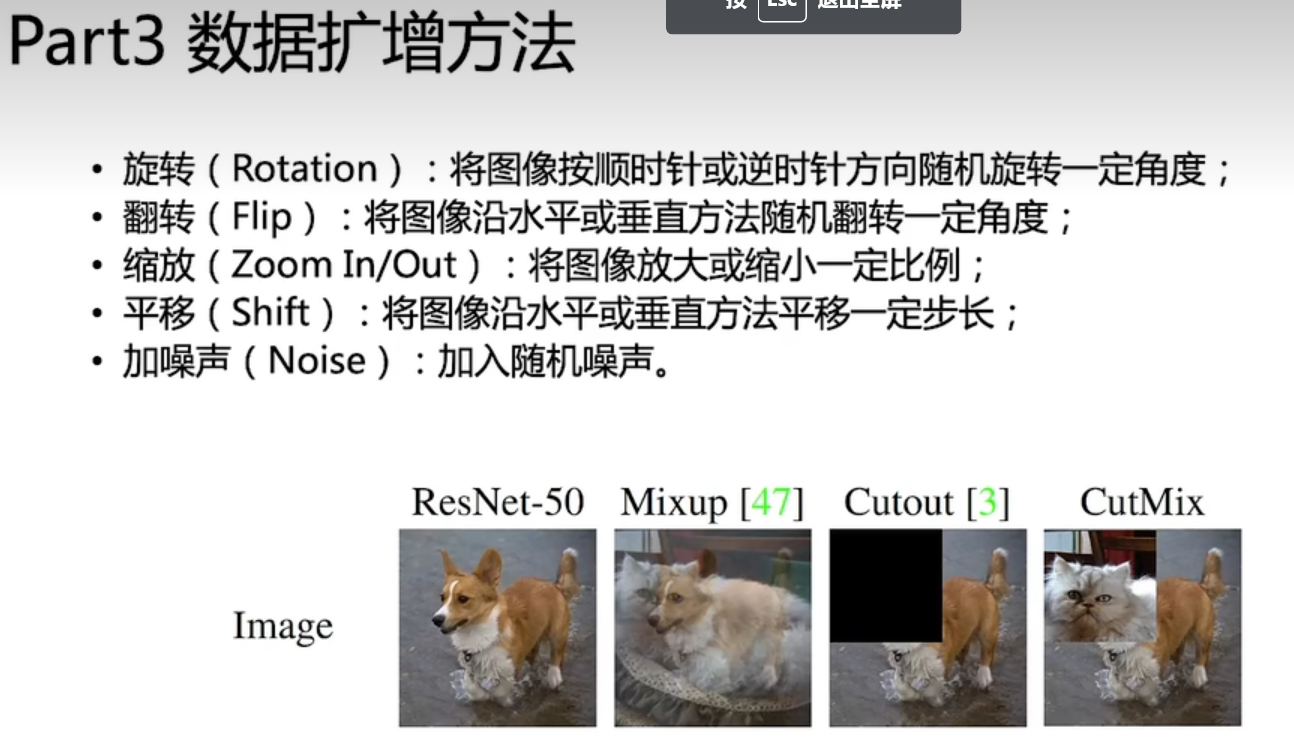 按 Esc 退出全屏
Part3 数据扩增方法
• 旋转（Rotation）：将图像按顺时针或逆时针方向随机旋转一定角度；
• 翻转（Flip）：将图像沿水平或垂直方法随机翻转一定角度；
• 缩放（Zoom In/Out）：将图像放大或缩小一定比例；
• 平移（Shift）：将图像沿水平或垂直方法平移一定步长；
• 加噪声（Noise）：加入随机噪声。
ResNet-50 Mixup [47] Cutout [3] CutMix
Image